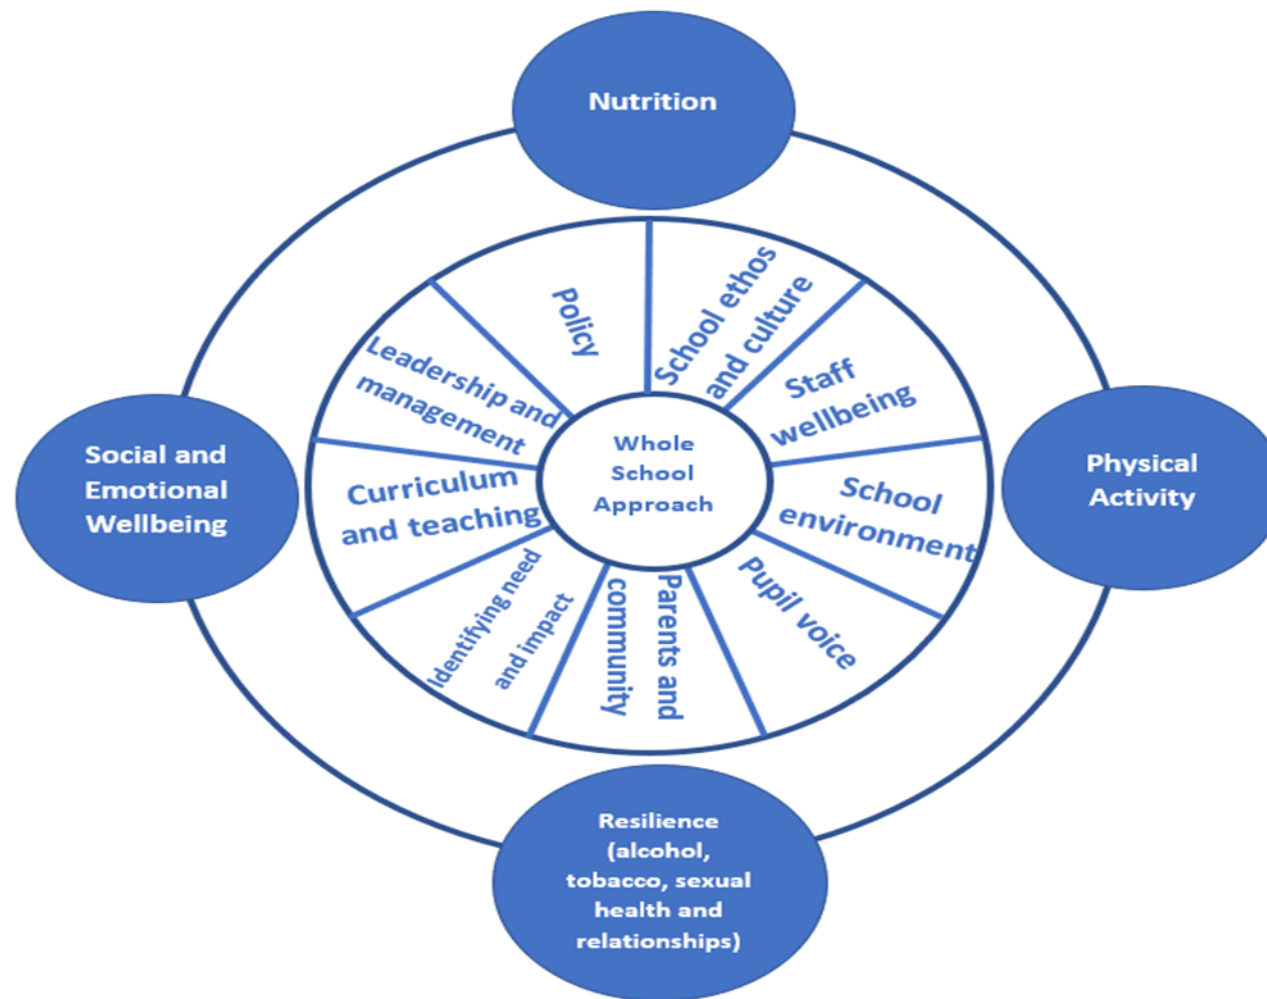 Nutrition
School ethos
and culture
Policy
Staff
wellbeing
Leadership and
management
Whole
School
Approach
Social and
Emotional
Wellbeing
Physical
Activity
Curriculum
and teaching
School
environment
Identifying need
and impact
Parents and
community
Pupil voice
Resilience
(alcohol,
tobacco, sexual
health and
relationships)